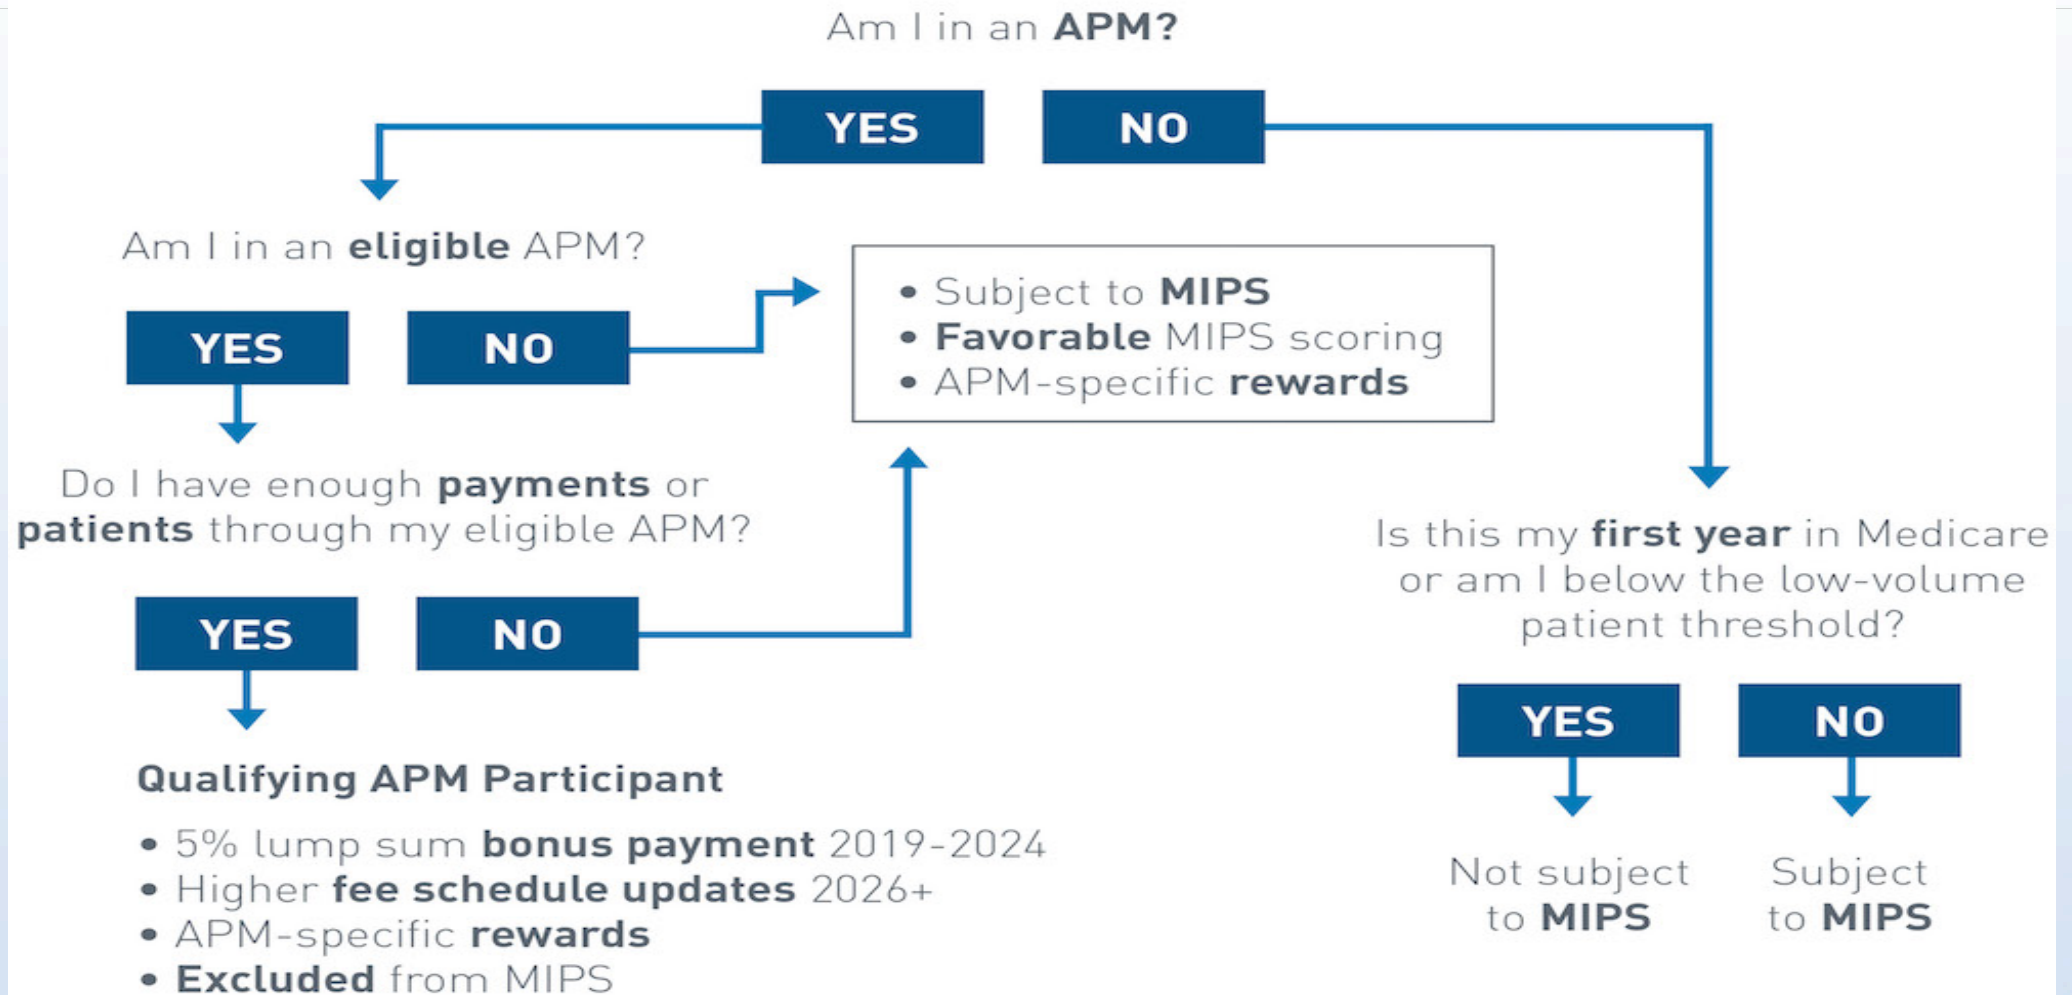 Am I in an APM?
YES
NO
Am I in an eligible APM?
YES
NO
• Subject to MIPS
• Favorable MIPS scoring
• APM-specific rewards
Do I have enough payments or
patients through my eligible APM?
YES
NO
Qualifying APM Participant
• 5% lump sum bonus payment 2019-2024
• Higher fee schedule updates 2026+
• APM-specific rewards
• Excluded from MIPS
Is this my first year in Medicare
or am I below the low-volume
patient threshold?
YES
NO
Not subject
to MIPS
Subject
to MIPS